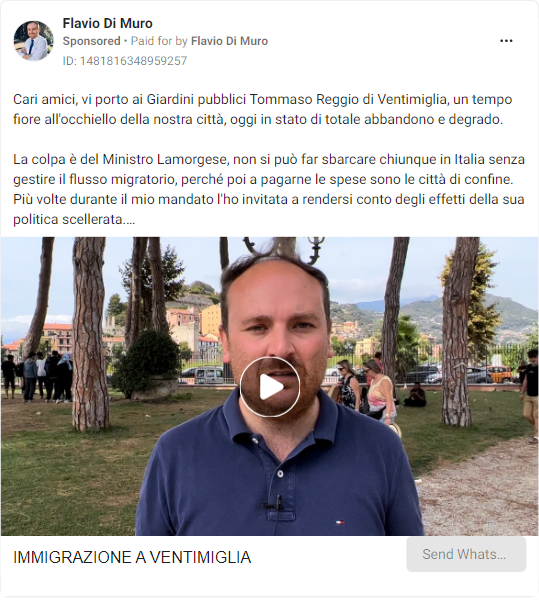 Flavio Di Muro
Sponsored • Paid for by Flavio Di Muro
ID: 1481816348959257
Cari amici, vi porto ai Giardini pubblici Tommaso Reggio di Ventimiglia, un tempo
fiore all'occhiello della nostra città, oggi in stato di totale abbandono e degrado.
La colpa è del Ministro Lamorgese, non si può far sbarcare chiunque in Italia senza
gestire il flusso migratorio, perché poi a pagarne le spese sono le città di confine.
Più volte durante il mio mandato l'ho invitata a rendersi conto degli effetti della sua
politica scellerata....
IMMIGRAZIONE A VENTIMIGLIA
Send Whats...